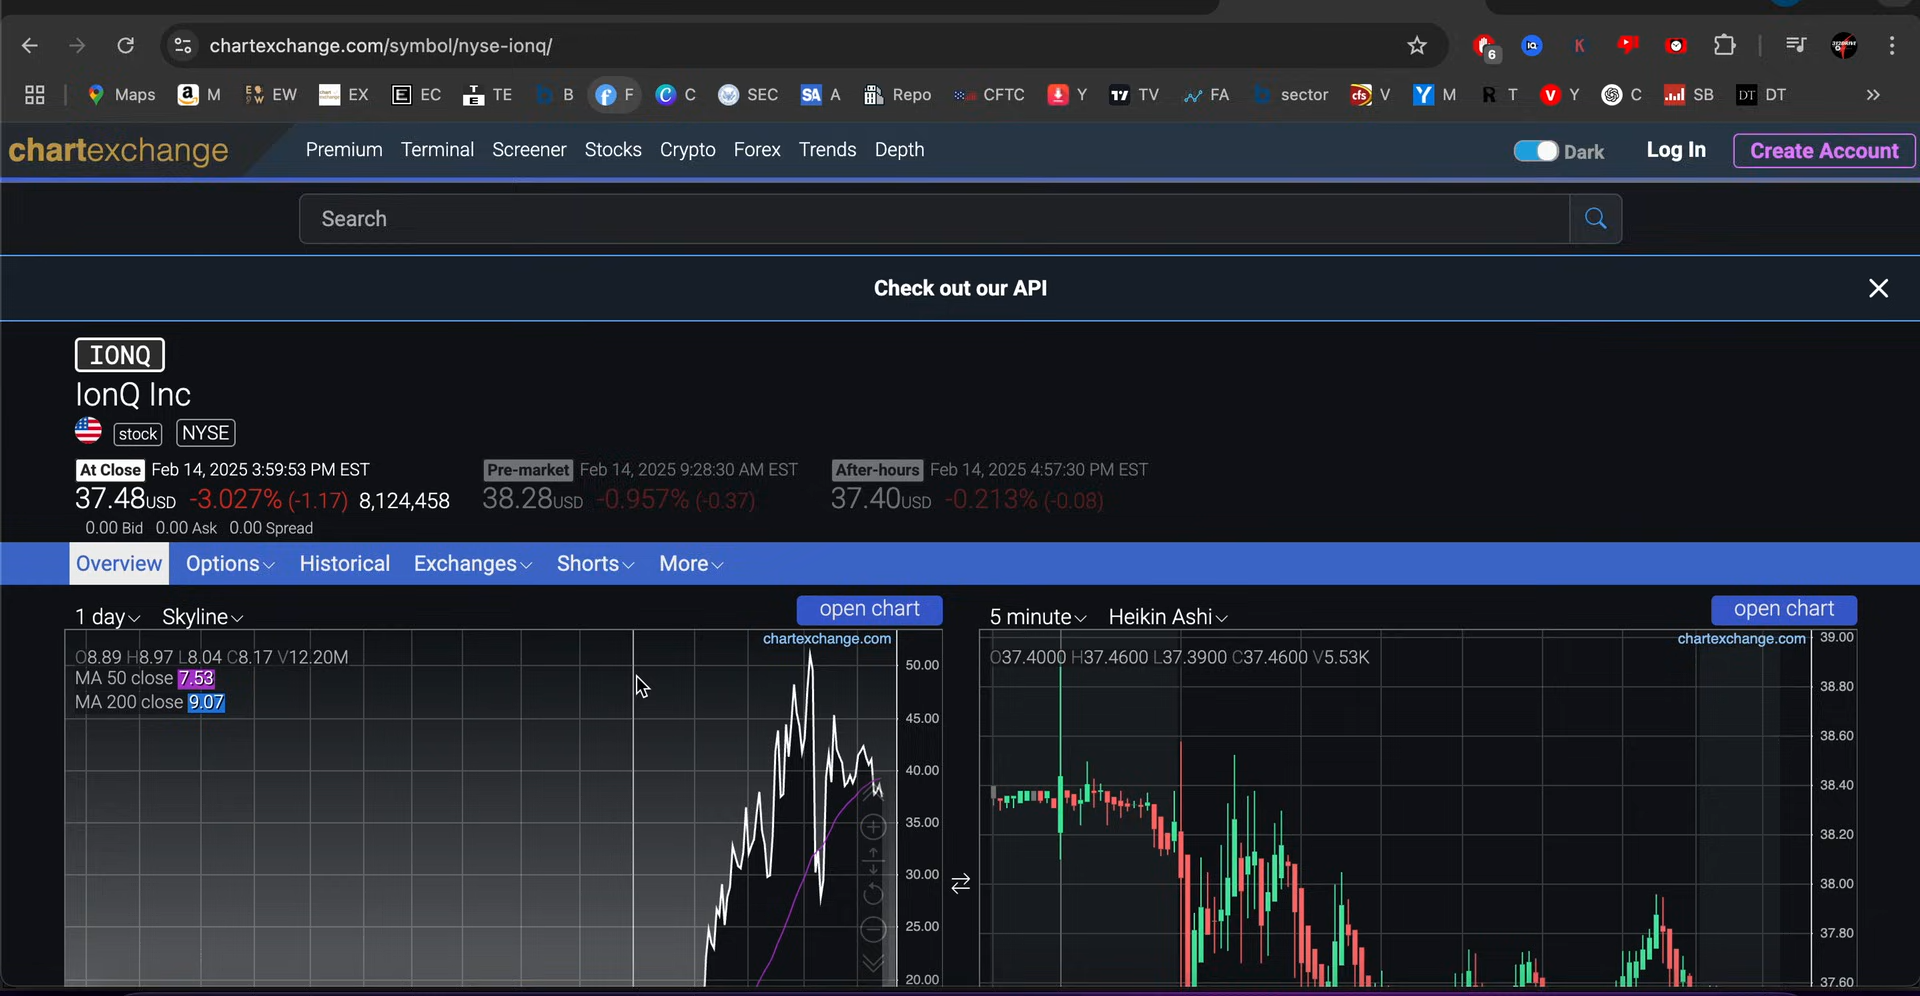 chartexchange.com/symbol/nyse-ionq/
6
IQ
K
Maps
a M
EW
EX
E EC
TE
B
f F
C C
SEC
SA A
Repo
CFTC
Y
TV
FA
sector
cfs V
Y M
R T
V Y
C
SB
DT DT
chartexchange
Premium Terminal Screener Stocks Crypto Forex Trends Depth
Dark
Log In
Create Account
Search
Check out our API
IONQ
IonQ Inc
stock NYSE
At Close Feb 14, 2025 3:59:53 PM EST
37.48USD -3.027% (-1.17) 8,124,458
0.00 Bid 0.00 Ask 0.00 Spread
Pre-market Feb 14, 2025 9:28:30 AM EST
38.28USD -0.957% (-0.37)
After-hours Feb 14, 2025 4:57:30 PM EST
37.40USD -0.213% (-0.08)
Overview Options Historical Exchanges Shorts More
1 day Skyline
open chart
chartexchange.com
O8.89 H8.97 L8.04 C8.17 V12.20M
MA 50 close 7.53
MA 200 close 9.07
50.00
45.00
40.00
35.00
30.00
25.00
20.00
5 minute Heikin Ashi
open chart
chartexchange.com
O37.4000 H37.4600 L37.3900 C37.4600 V5.53K
39.00
38.80
38.60
38.40
38.20
38.00
37.80
37.60